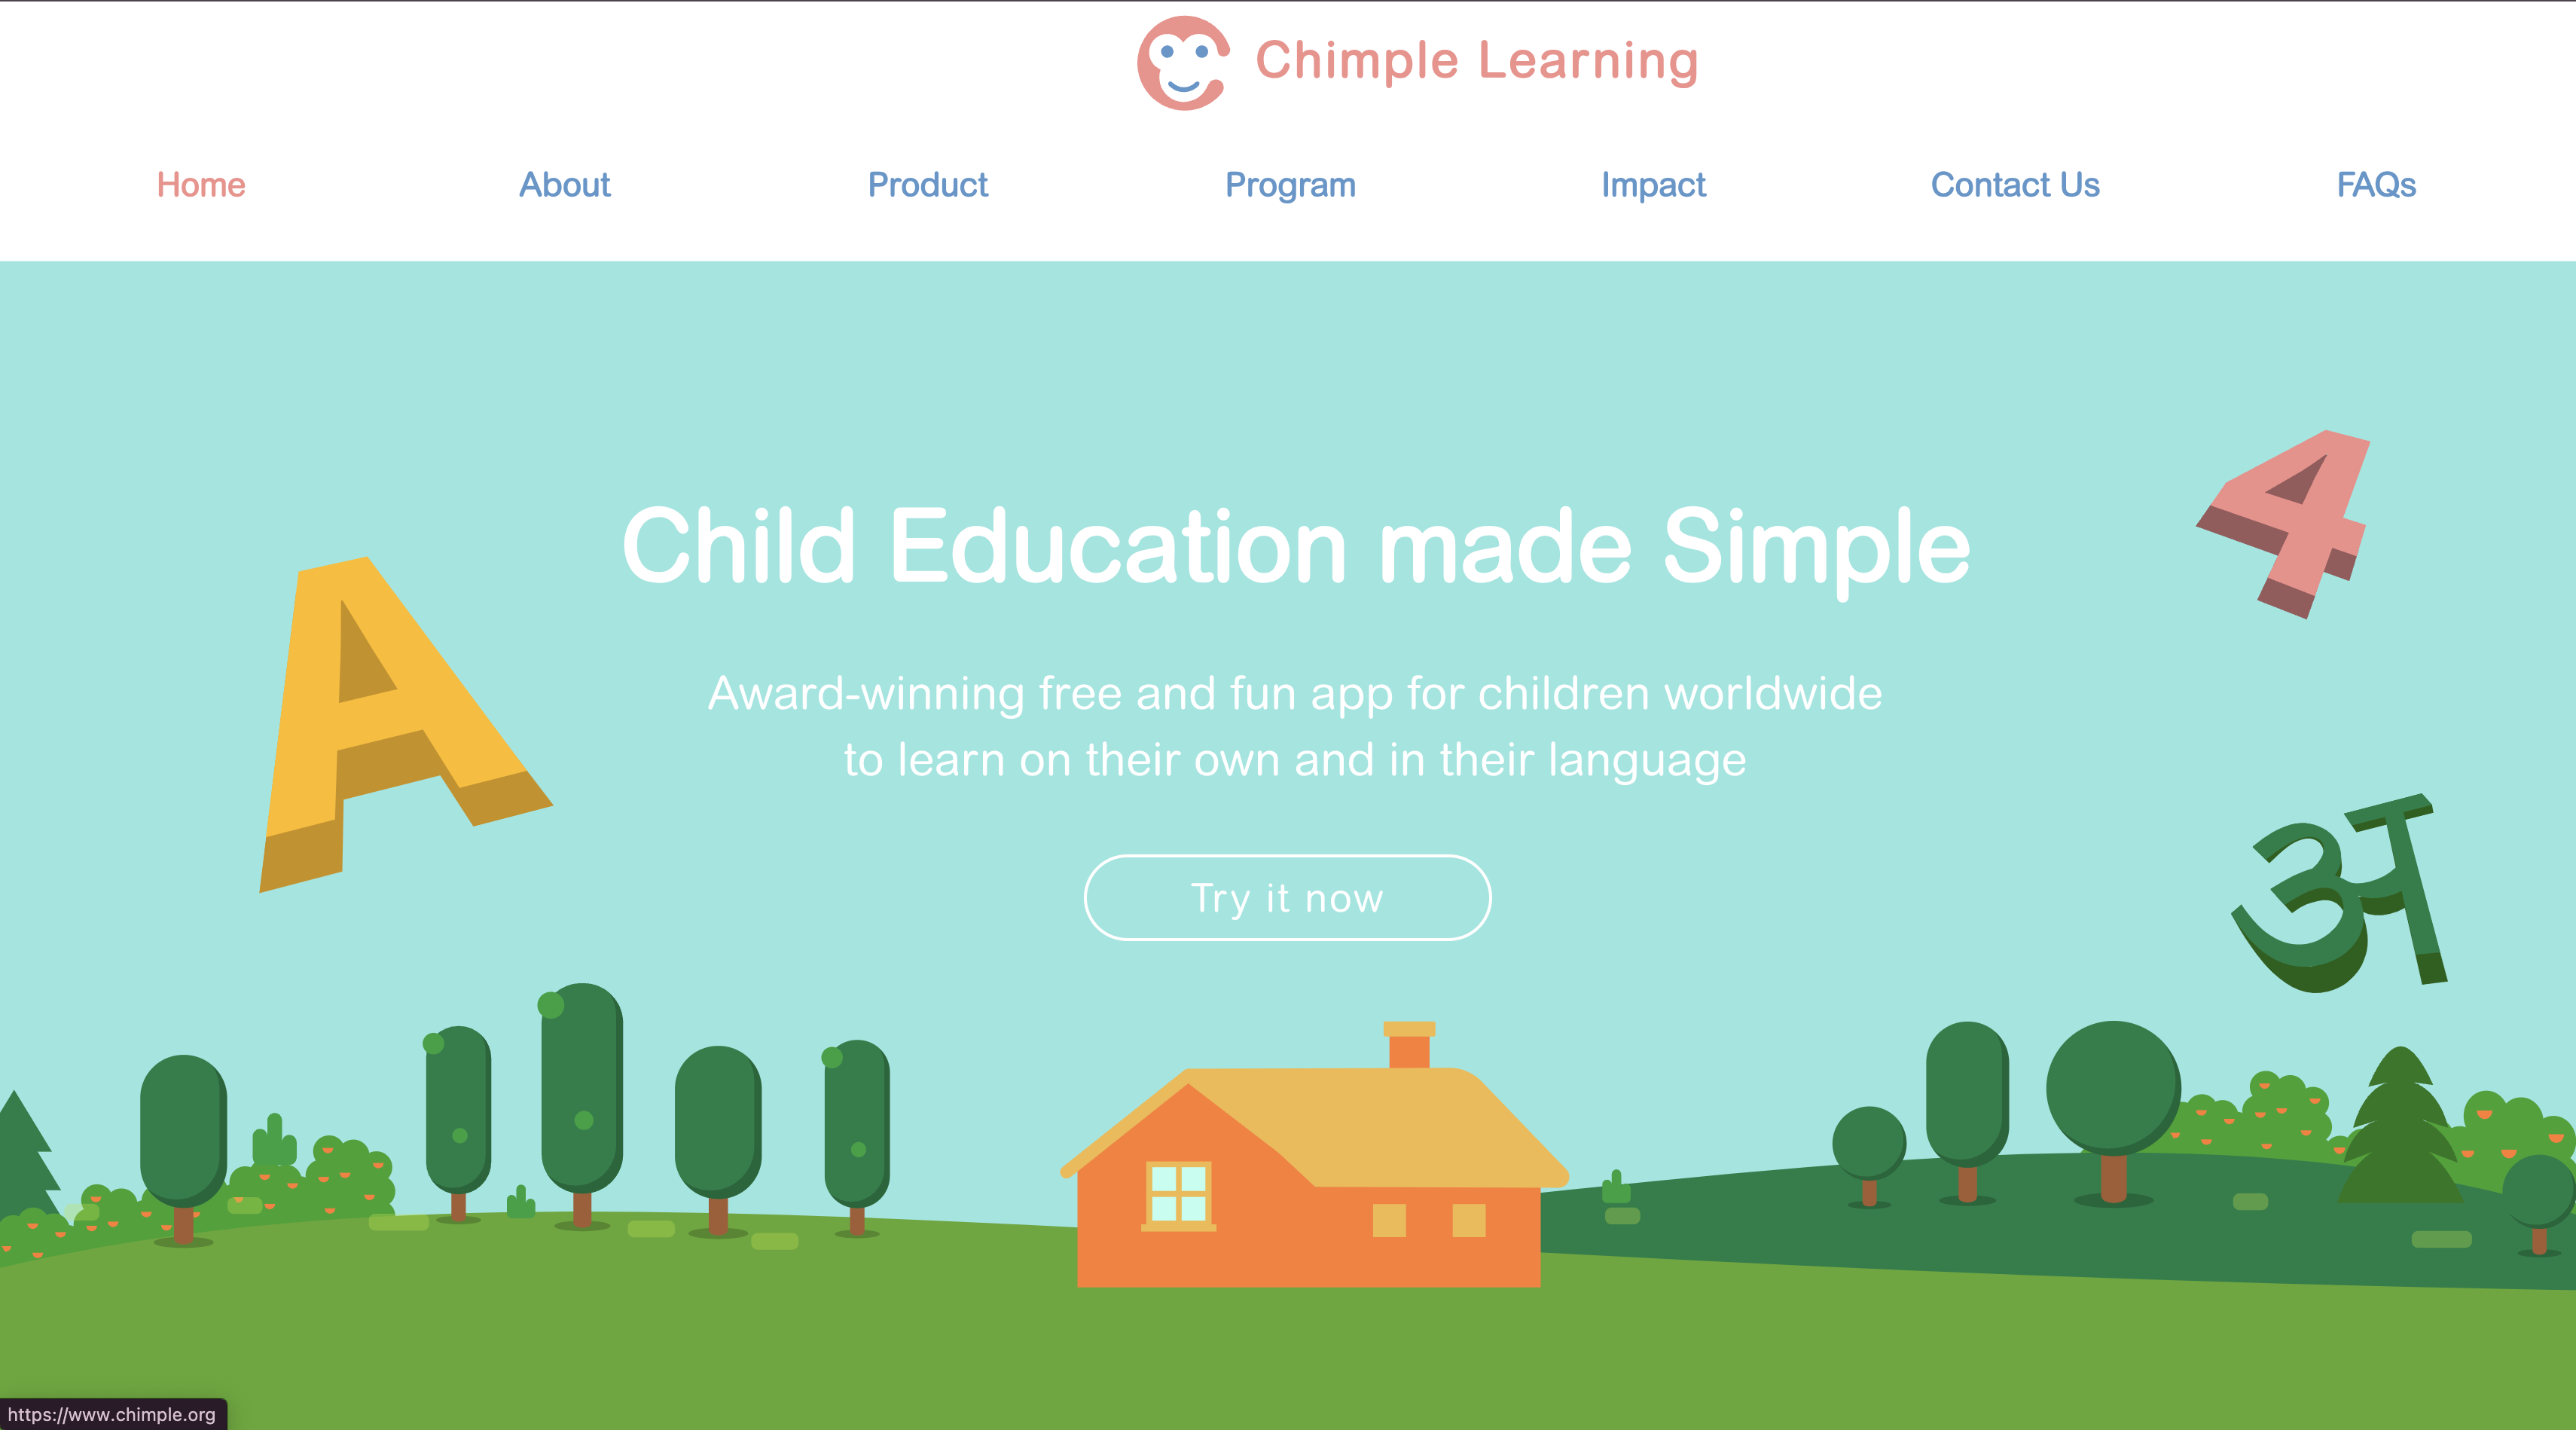 Chimple Learning
Home About Product Program Impact Contact Us FAQs
4
Child Education made Simple
A
Award-winning free and fun app for children worldwide
to learn on their own and in their language
अ
Try it now
https://www.chimple.org